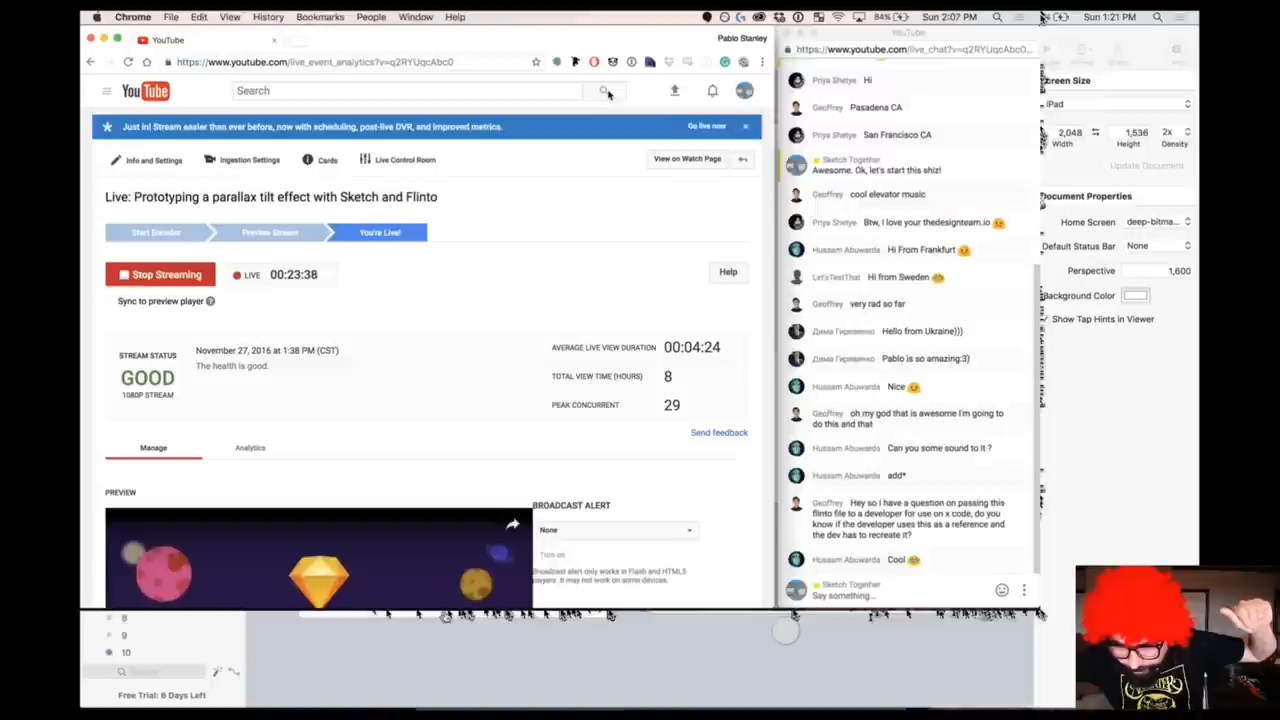 Chrome File Edit View History Bookmarks People Window Help
84% Sun 2:07 PM
Sun 1:21 PM
YouTube
Pablo Stanley
https://www.youtube.com/live_event_analytics?v=q2RYUqcAbc0
YouTube
Search
Just in! Stream easier than ever before, now with scheduling, post-live DVR, and improved metrics.
Go live now
Info and Settings
Ingestion Settings
Cards
Live Control Room
View on Watch Page
Live: Prototyping a parallax tilt effect with Sketch and Flinto
Start Encoder
Preview Stream
You're Live!
Stop Streaming
LIVE 00:23:38
Help
Sync to preview player
STREAM STATUS
GOOD
1080P STREAM
November 27, 2016 at 1:38 PM (CST)
The health is good.
AVERAGE LIVE VIEW DURATION 00:04:24
TOTAL VIEW TIME (HOURS) 8
PEAK CONCURRENT 29
Send feedback
Manage
Analytics
PREVIEW
BROADCAST ALERT
None
Turn on
Broadcast alert only works in Flash and HTML5
players. It may not work on some devices.
YouTube
https://www.youtube.com/live_chat?v=q2RYUqcAbc0...
Priya Shetye Hi
Geoffrey Pasadena CA
Priya Shetye San Francisco CA
Sketch Together
Awesome. Ok, let's start this shiz!
Geoffrey cool elevator music
Priya Shetye Btw, I love your thedesignteam.io
Hussam Abuwarda Hi From Frankfurt
Let'sTestThat Hi from Sweden
Geoffrey very rad so far
Дима Гиривенко Hello from Ukraine)))
Дима Гиривенко Pablo is so amazing:3)
Hussam Abuwarda Nice
Geoffrey oh my god that is awesome I'm going to
do this and that
Hussam Abuwarda Can you some sound to it ?
Hussam Abuwarda add*
Geoffrey Hey so I have a question on passing this
flinto file to a developer for use on x code, do you
know if the developer uses this as a reference and
the dev has to recreate it?
Hussam Abuwarda Cool
Sketch Together
Say something...
creen Size
iPad
2,048 1,536 2x
Width Height Density
Update Document
Document Properties
Home Screen deep-bitma...
Default Status Bar None
Perspective 1,600
Background Color
Show Tap Hints in Viewer
8
9
10
Free Trial: 6 Days Left